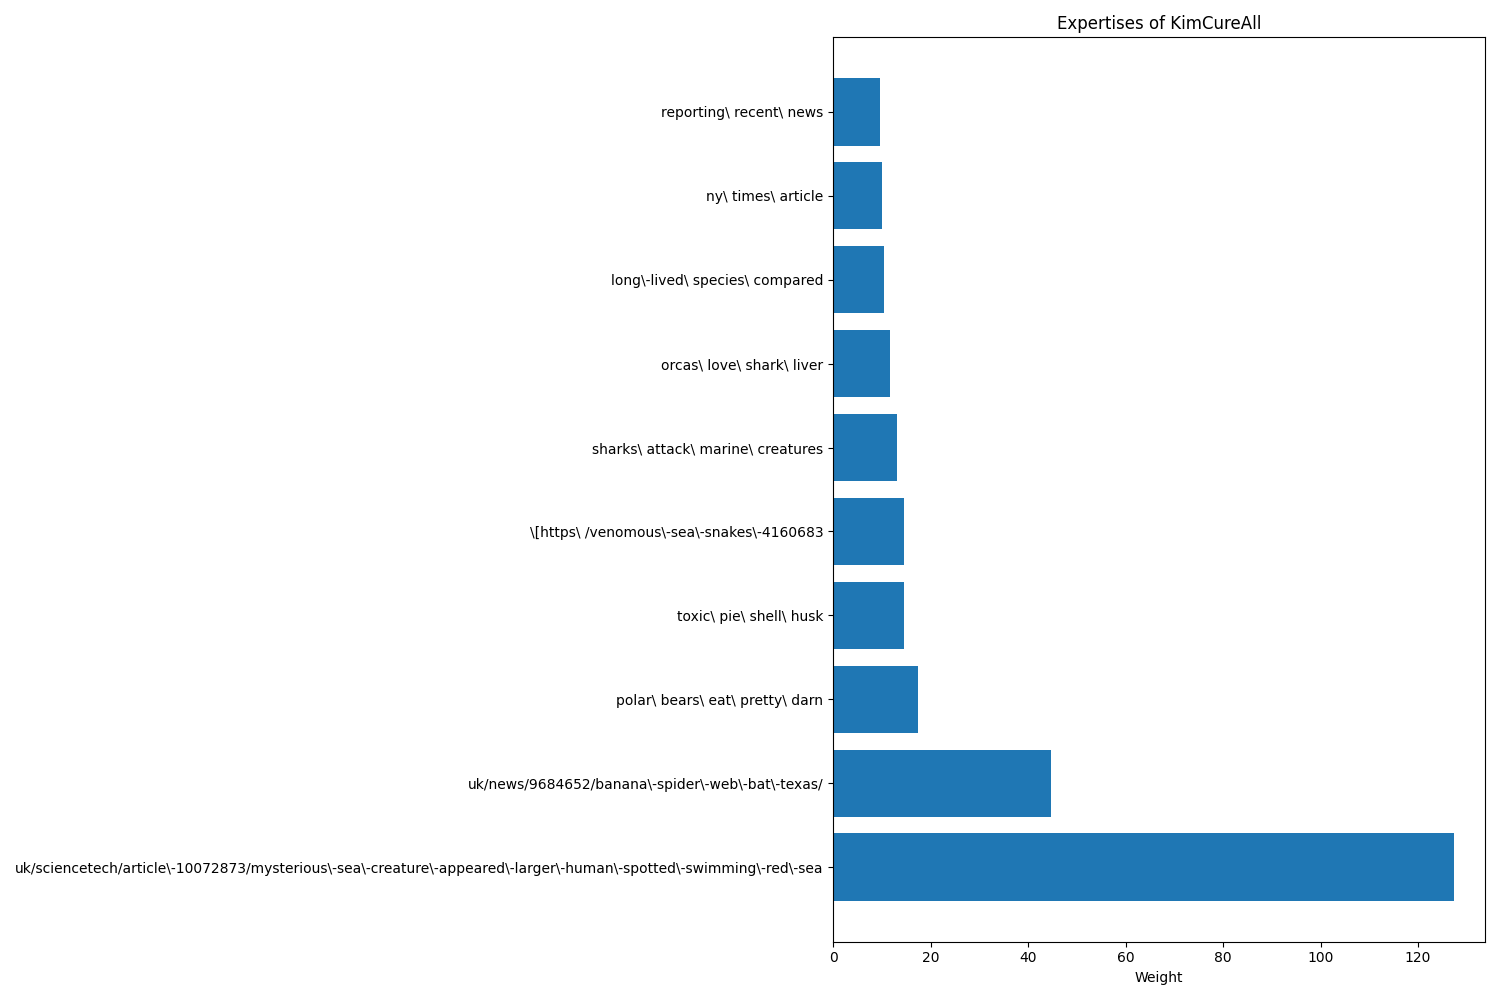 Expertises of KimCureAll
reporting\ recent\ news
ny\ times\ article
long\-lived\ species\ compared
orcas\ love\ shark\ liver
sharks\ attack\ marine\ creatures
\[https\ /venomous\-sea\-snakes\-4160683
toxic\ pie\ shell\ husk
polar\ bears\ eat\ pretty\ darn
uk/news/9684652/banana\-spider\-web\-bat\-texas/
uk/sciencetech/article\-10072873/mysterious\-sea\-creature\-appeared\-larger\-human\-spotted\-swimming\-red\-sea
0 20 40 60 80 100 120
Weight